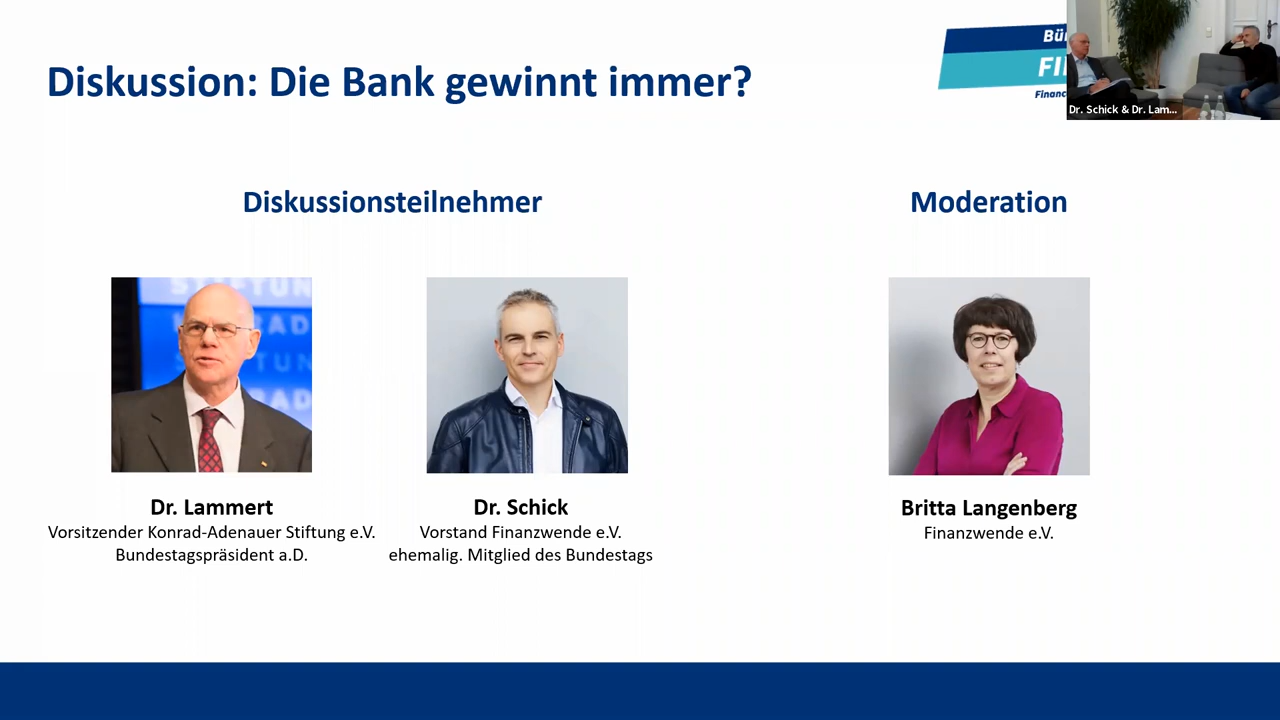 Diskussion: Die Bank gewinnt immer?
Dr. Schick & Dr. Lam...
Diskussionsteilnehmer
Moderation
Dr. Lammert
Vorsitzender Konrad-Adenauer Stiftung e.V.
Bundestagspräsident a.D.
Dr. Schick
Vorstand Finanzwende e.V.
ehemalig. Mitglied des Bundestags
Britta Langenberg
Finanzwende e.V.